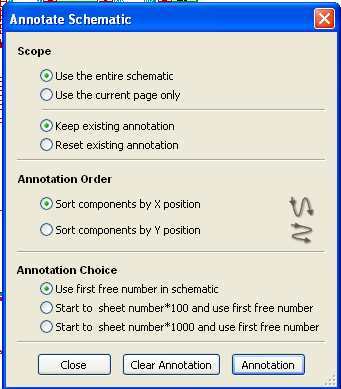 Annotate Schematic
Scope
Use the entire schematic
Use the current page only
Keep existing annotation
Reset existing annotation
Annotation Order
Sort components by X position
Sort components by Y position
Annotation Choice
Use first free number in schematic
Start to sheet number*100 and use first free number
Start to sheet number*1000 and use first free number
Close Clear Annotation Annotation